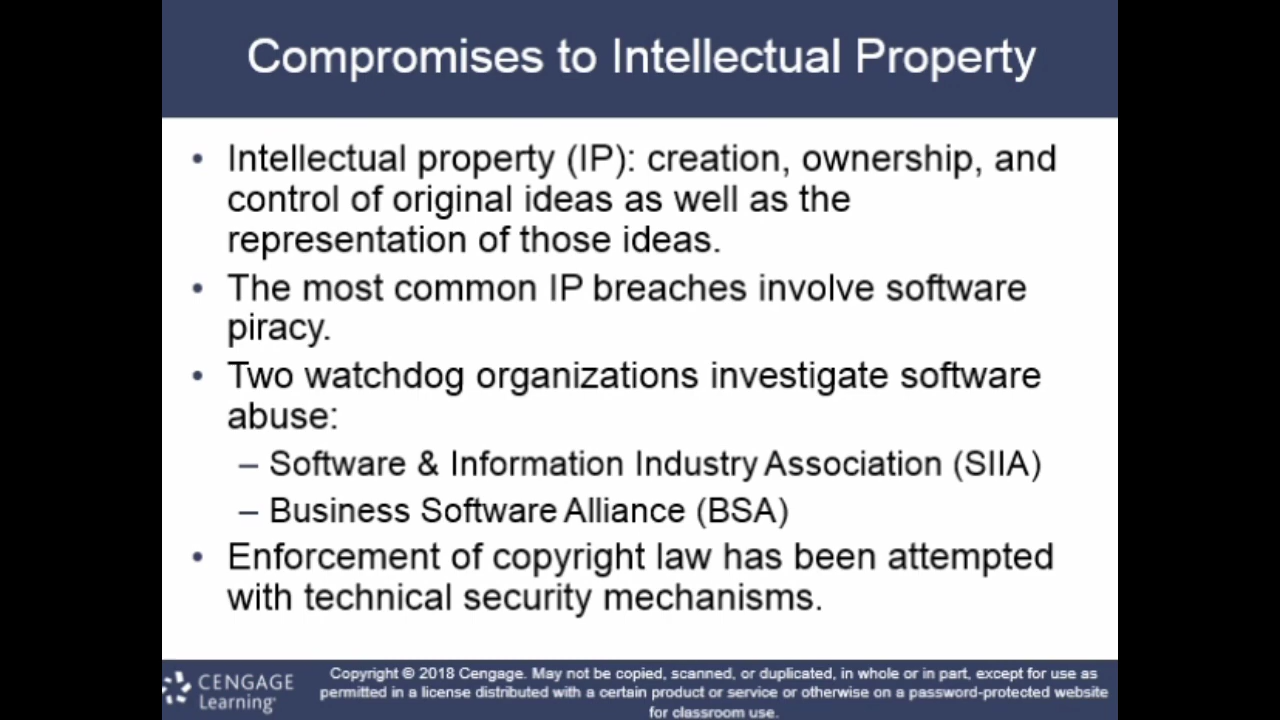 Compromises to Intellectual Property
• Intellectual property (IP): creation, ownership, and
control of original ideas as well as the
representation of those ideas.
• The most common IP breaches involve software
piracy.
• Two watchdog organizations investigate software
abuse:
– Software & Information Industry Association (SIIA)
– Business Software Alliance (BSA)
• Enforcement of copyright law has been attempted
with technical security mechanisms.
CENGAGE
Learning·
Copyright © 2018 Cengage. May not be copied, scanned, or duplicated, in whole or in part, except for use as
permitted in a license distributed with a certain product or service or otherwise on a password-protected website
for classroom use.